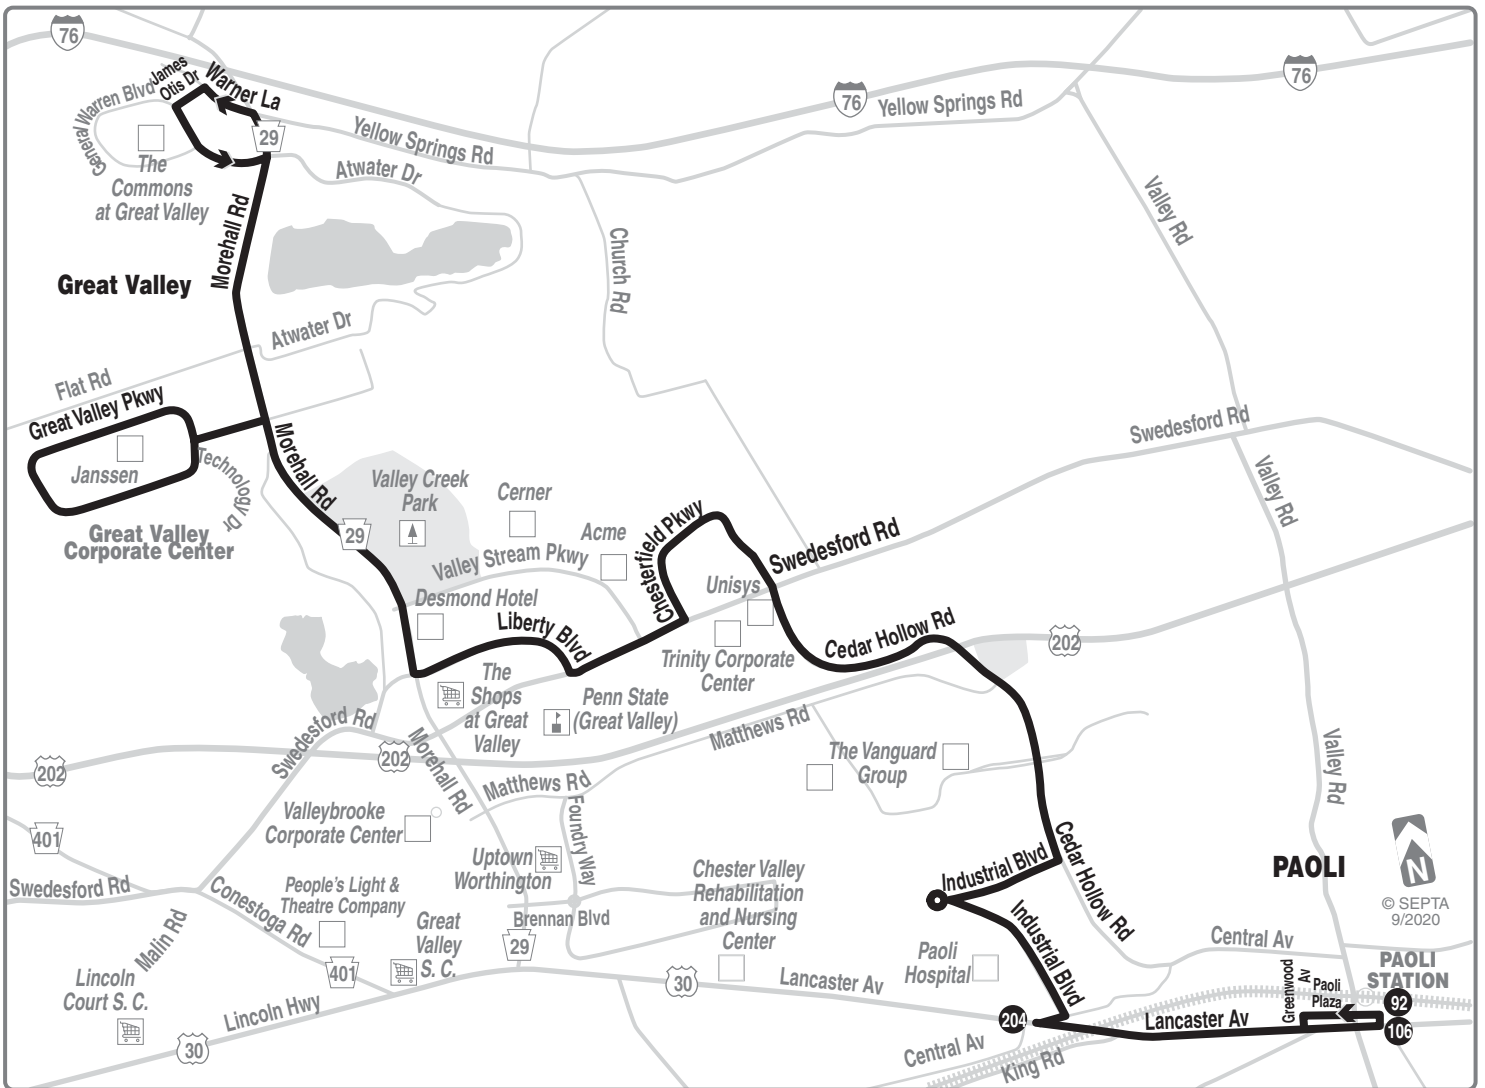 76
76
76
James
Otis Dr
Warner La
General Warren Blvd
29
The
Commons
at Great Valley
Yellow Springs Rd
Yellow Springs Rd
Atwater Dr
Morehall Rd
Church Rd
Valley Rd
Great Valley
Atwater Dr
Flat Rd
Great Valley Pkwy
Janssen
Technology Dr
Great Valley
Corporate Center
Morehall Rd
29
Valley Creek
Park
Cerner
Acme
Valley Stream Pkwy
Chesterfield Pkwy
Swedesford Rd
Swedesford Rd
Valley Rd
Desmond Hotel
Liberty Blvd
Unisys
Trinity Corporate
Center
Cedar Hollow Rd
202
The
Shops
at Great
Valley
Penn State
(Great Valley)
Swedesford Rd
202
202
Morehall Rd
Matthews Rd
Matthews Rd
The Vanguard
Group
Valley Rd
Foundry Way
Valleybrooke
Corporate Center
401
Uptown
Worthington
Swedesford Rd
Conestoga Rd
People's Light &
Theatre Company
Great
Valley
S. C.
Brennan Blvd
29
Chester Valley
Rehabilitation
and Nursing
Center
Industrial Blvd
Cedar Hollow Rd
Industrial Blvd
PAOLI
N
© SEPTA
9/2020
Malin Rd
Lincoln
Court S. C.
401
30
Lincoln Hwy
30
Lancaster Av
Paoli
Hospital
Central Av
Greenwood
Av
Paoli
Plaza
PAOLI
STATION
92
106
204
Lancaster Av
Central Av
King Rd